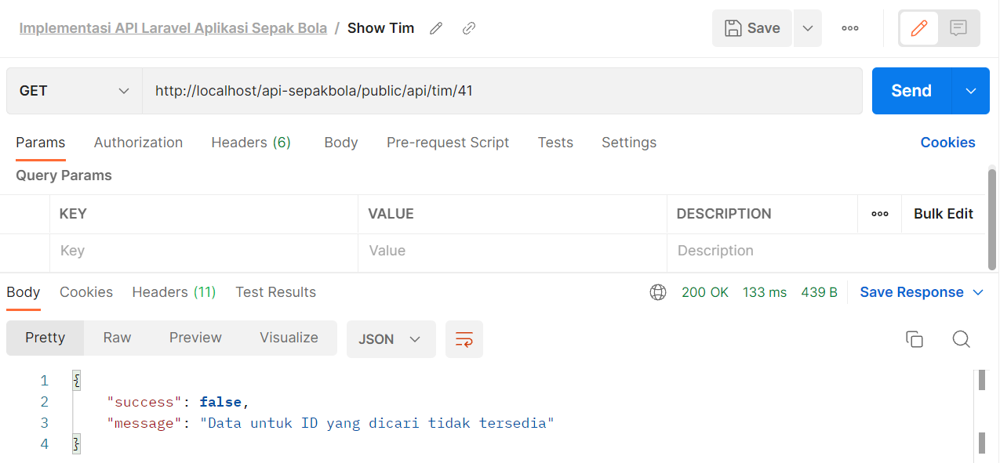 Implementasi API Laravel Aplikasi Sepak Bola / Show Tim Save
GET http://localhost/api-sepakbola/public/api/tim/41 Send
Params Authorization Headers (6) Body Pre-request Script Tests Settings Cookies
Query Params
KEY VALUE DESCRIPTION Bulk Edit
Key Value Description
Body Cookies Headers (11) Test Results 200 OK 133 ms 439 B Save Response
Pretty Raw Preview Visualize JSON
1 {
2 "success": false,
3 "message": "Data untuk ID yang dicari tidak tersedia"
4 }